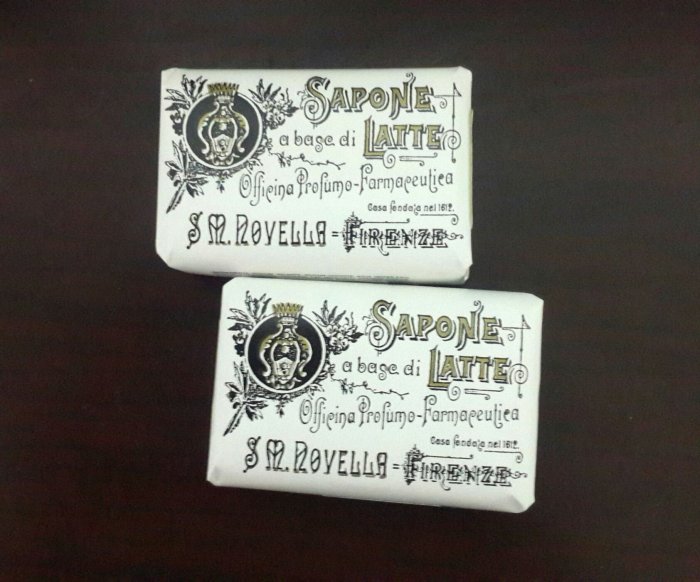 SAPONE
a base di LATTE
Officina Profumo-Farmaceutica
Casa fondata nel 1612.
S M. NOVELLA = FIRENZE
SAPONE
a base di LATTE
Officina Profumo-Farmaceutica
Casa fondata nel 1612.
S M. NOVELLA = FIRENZE